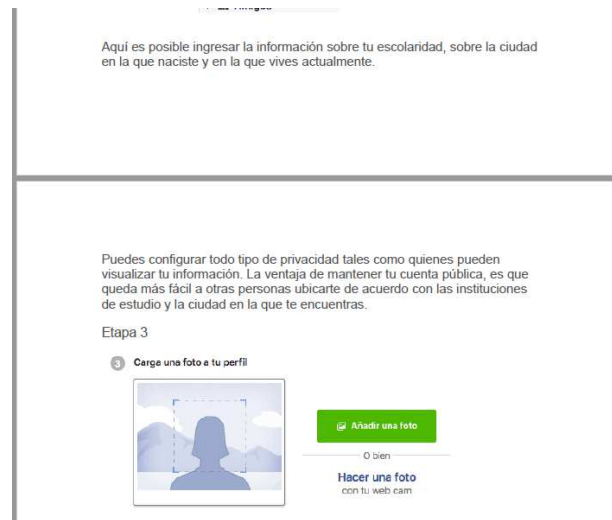 Aquí es posible ingresar la información sobre tu escolaridad, sobre la ciudad
en la que naciste y en la que vives actualmente.
Puedes configurar todo tipo de privacidad tales como quienes pueden
visualizar tu información. La ventaja de mantener tu cuenta pública, es que
queda más fácil a otras personas ubicarte de acuerdo con las instituciones
de estudio y la ciudad en la que te encuentras.
Etapa 3
3 Carga una foto a tu perfil
Añadir una foto
O bien
Hacer una foto
con tu web cam